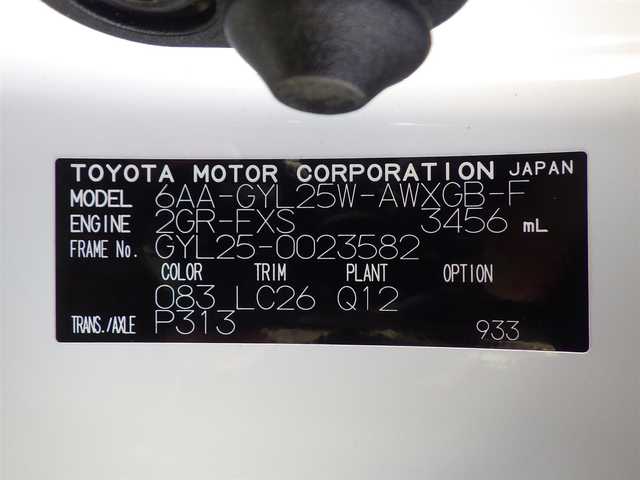 TOYOTA MOTOR CORPORATION JAPAN
MODEL 6AA-GYL25W-AWXGB-F
ENGINE 2GR-FXS 3456 mL
FRAME No. GYL25-0023582
COLOR TRIM PLANT OPTION
083 LC26 Q12
TRANS./AXLE P313 933